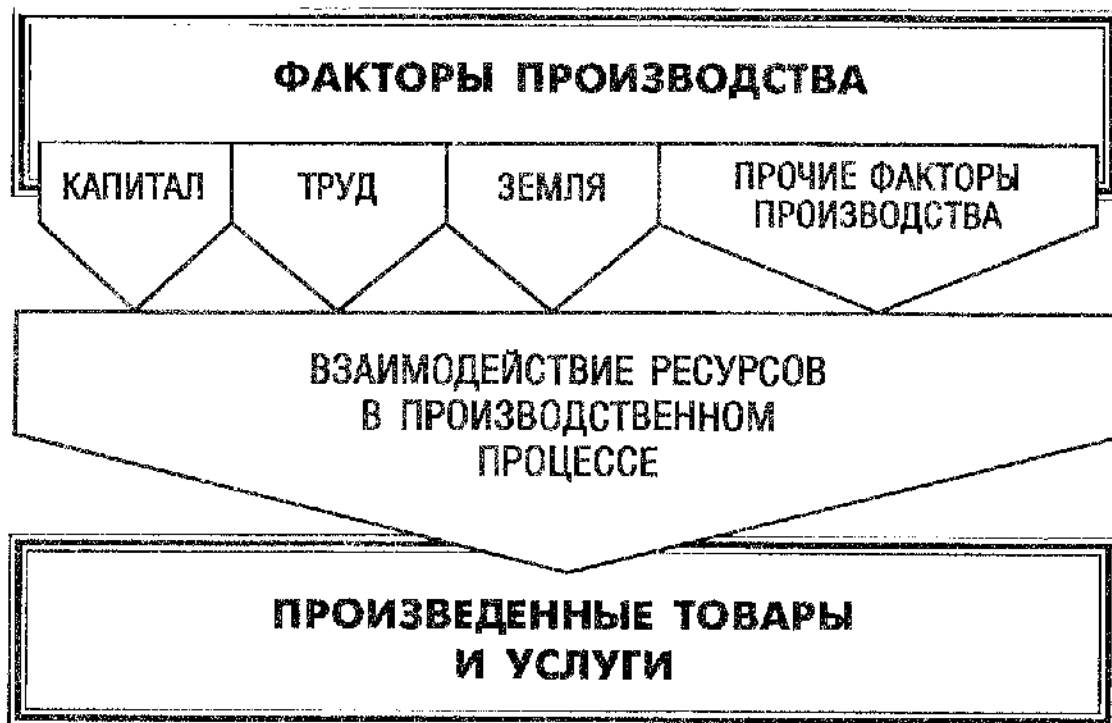 ФАКТОРЫ ПРОИЗВОДСТВА
КАПИТАЛ
ТРУД
ЗЕМЛЯ
ПРОЧИЕ ФАКТОРЫ
ПРОИЗВОДСТВА
ВЗАИМОДЕЙСТВИЕ РЕСУРСОВ
В ПРОИЗВОДСТВЕННОМ
ПРОЦЕССЕ
ПРОИЗВЕДЕННЫЕ ТОВАРЫ
И УСЛУГИ